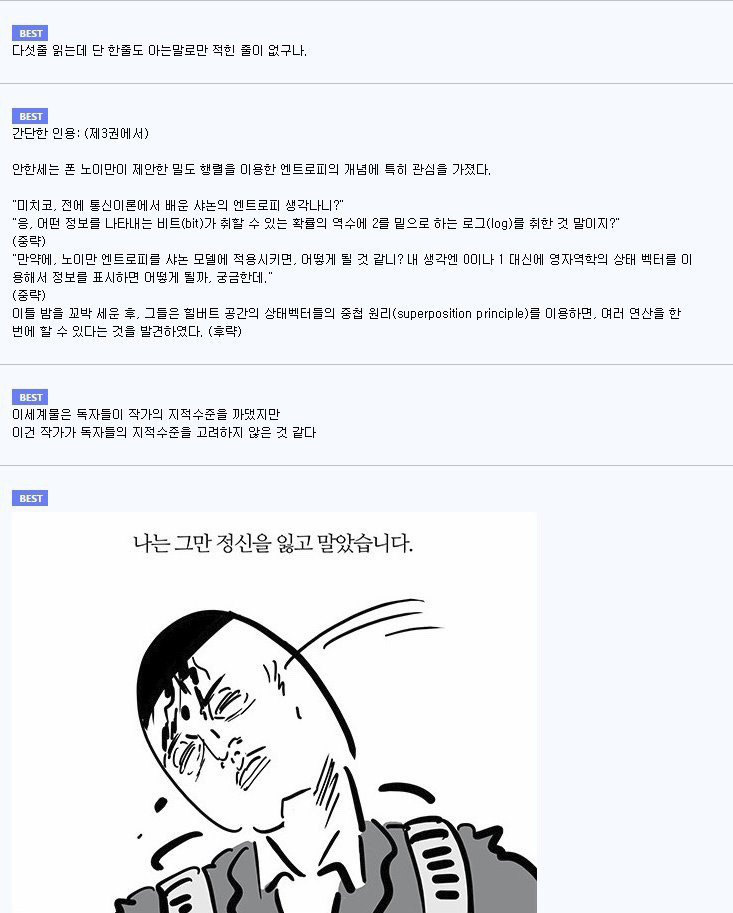 BEST
다섯줄 읽는데 단 한줄도 아는말로만 적힌 줄이 없구나.
BEST
간단한 인용: (제3권에서)
안한세는 폰 노이만이 제안한 밀도 행렬을 이용한 엔트로피의 개념에 특히 관심을 가졌다.
"미치코, 전에 통신이론에서 배운 샤논의 엔트로피 생각나니?"
"응, 어떤 정보를 나타내는 비트(bit)가 취할 수 있는 확률의 역수에 2를 밑으로 하는 로그(log)를 취한 것 말이지?"
(중략)
"만약에, 노이만 엔트로피를 샤논 모델에 적용시키면, 어떻게 될 것 같니? 내 생각엔 0이나 1 대신에 영자역학의 상태 벡터를 이
용해서 정보를 표시하면 어떻게 될까, 궁금한데."
(중략)
이틀 밤을 꼬박 세운 후, 그들은 힐버트 공간의 상태벡터들의 중첩 원리(superposition principle)를 이용하면, 여러 연산을 한
번에 할 수 있다는 것을 발견하였다. (후략)
BEST
이세계물은 독자들이 작가의 지적수준을 까댔지만
이건 작가가 독자들의 지적수준을 고려하지 않은 것 같다
BEST
나는 그만 정신을 잃고 말았습니다.